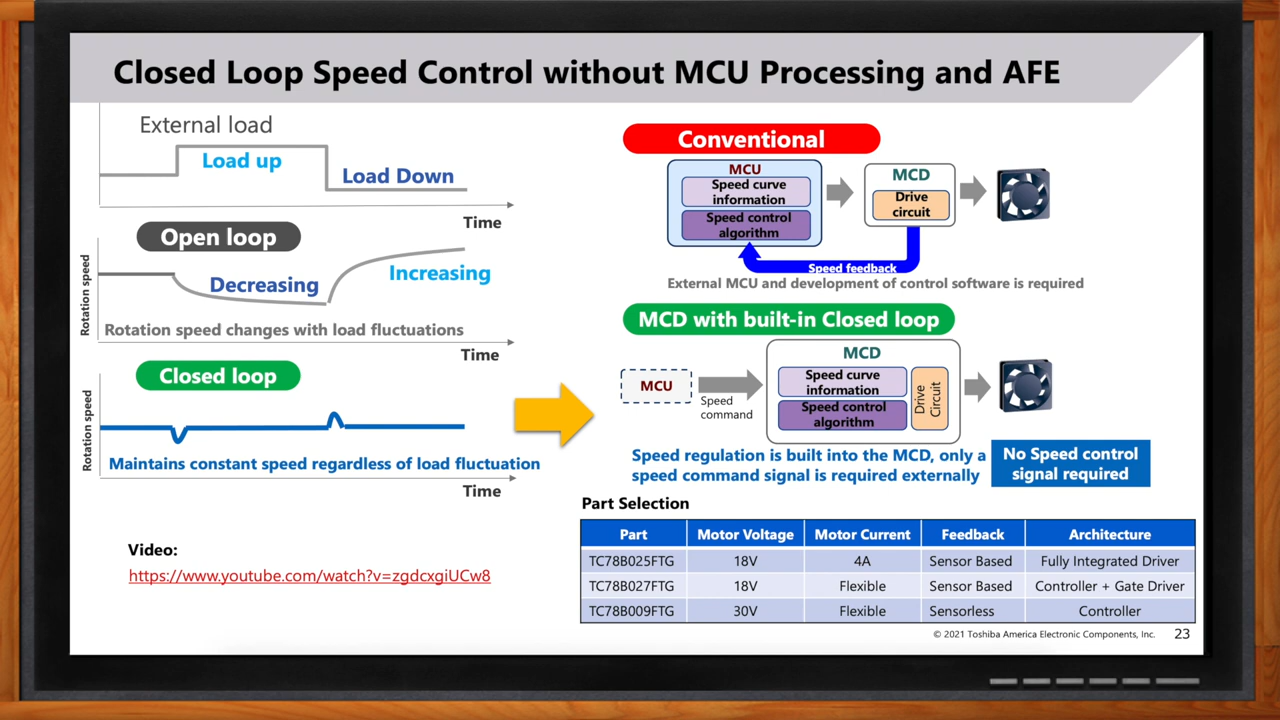 Closed Loop Speed Control without MCU Processing and AFE
External load
Load up
Load Down
Time
Open loop
Rotation speed
Decreasing
Increasing
Rotation speed changes with load fluctuations
Time
Closed loop
Rotation speed
Maintains constant speed regardless of load fluctuation
Time
Video:
https://www.youtube.com/watch?v=zgdcxgiUCw8
Conventional
MCU
Speed curve
information
Speed control
algorithm
MCD
Drive
circuit
Speed feedback
External MCU and development of control software is required
MCD with built-in Closed loop
MCU
Speed
command
MCD
Speed curve
information
Speed control
algorithm
Drive
Circuit
Speed regulation is built into the MCD, only a
speed command signal is required externally
No Speed control
signal required
Part Selection
Part Motor Voltage Motor Current Feedback Architecture
TC78B025FTG 18V 4A Sensor Based Fully Integrated Driver
TC78B027FTG 18V Flexible Sensor Based Controller + Gate Driver
TC78B009FTG 30V Flexible Sensorless Controller
© 2021 Toshiba America Electronic Components, Inc. 23